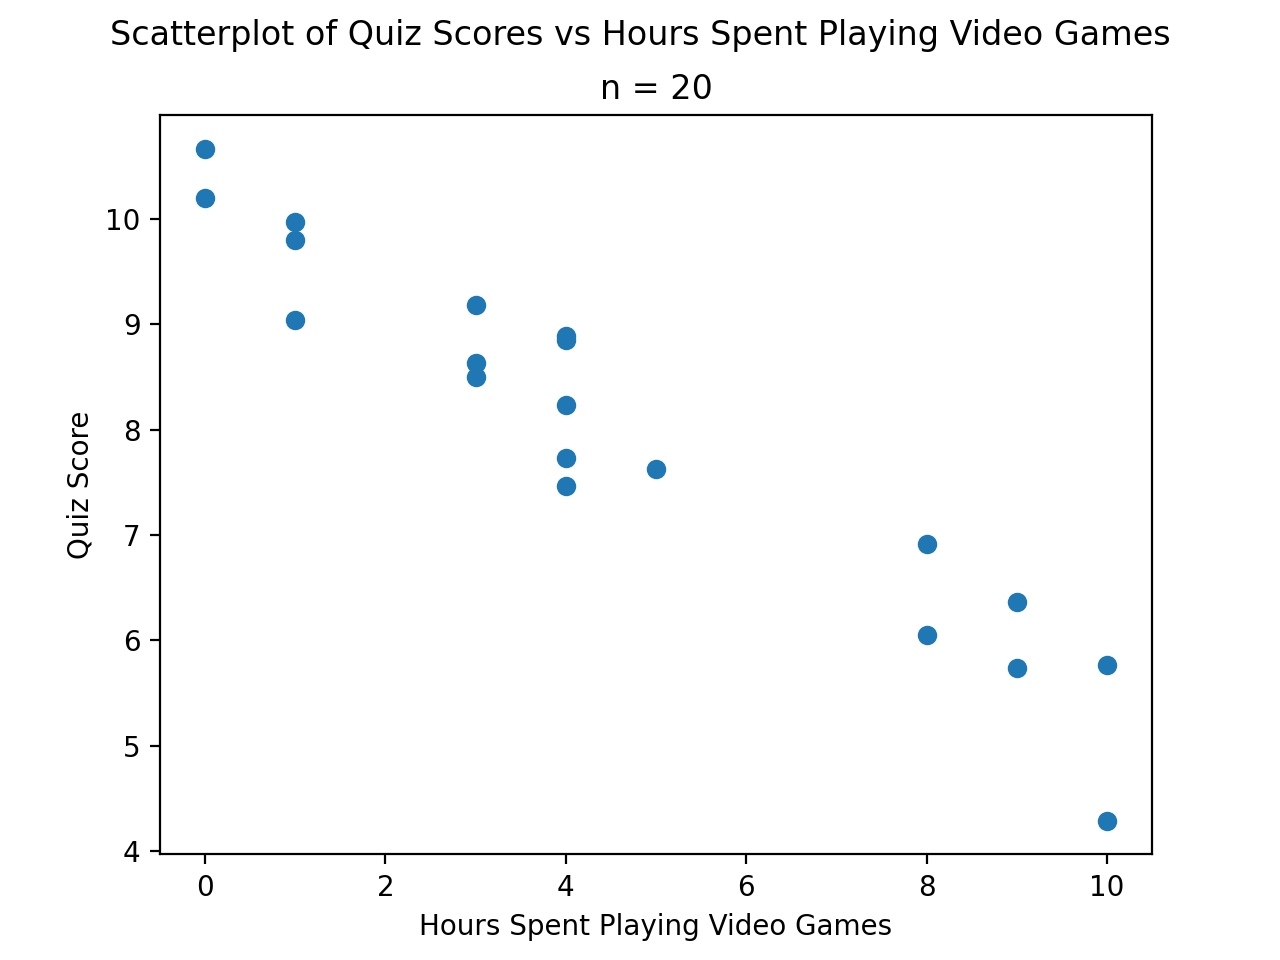 Scatterplot of Quiz Scores vs Hours Spent Playing Video Games
n = 20
Quiz Score
10
9
8
7
6
5
4
0 2 4 6 8 10
Hours Spent Playing Video Games